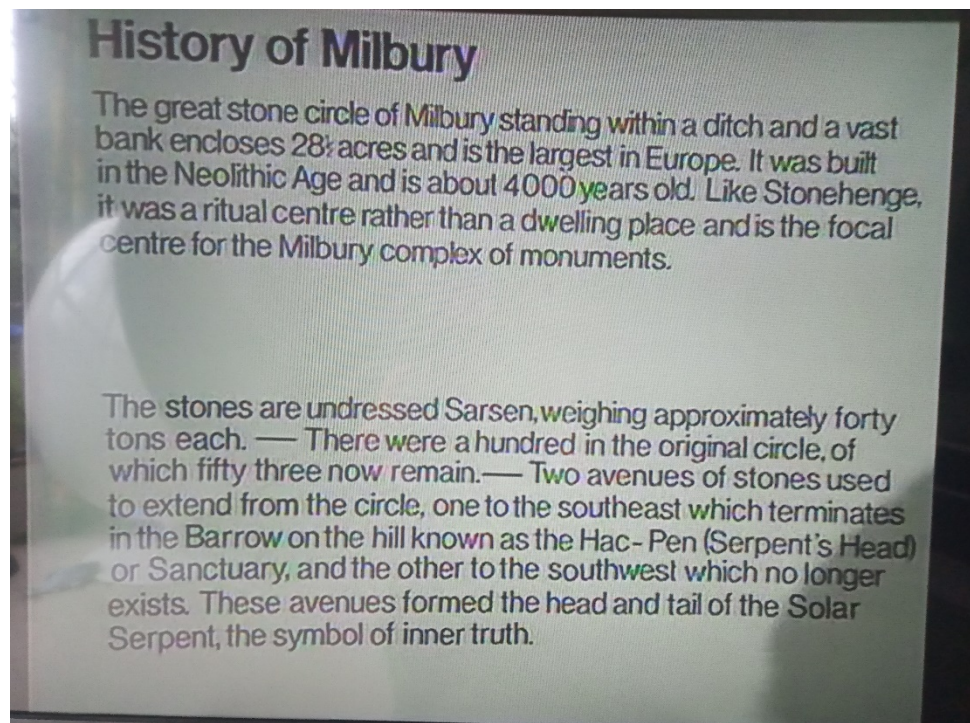 History of Milbury
The great stone circle of Milbury standing within a ditch and a vast
bank encloses 28½ acres and is the largest in Europe. It was built
in the Neolithic Age and is about 4000 years old. Like Stonehenge,
it was a ritual centre rather than a dwelling place and is the focal
centre for the Milbury complex of monuments.
The stones are undressed Sarsen, weighing approximately forty
tons each. — There were a hundred in the original circle, of
which fifty three now remain. — Two avenues of stones used
to extend from the circle, one to the southeast which terminates
in the Barrow on the hill known as the Hac-Pen (Serpent's Head)
or Sanctuary, and the other to the southwest which no longer
exists. These avenues formed the head and tail of the Solar
Serpent, the symbol of inner truth.